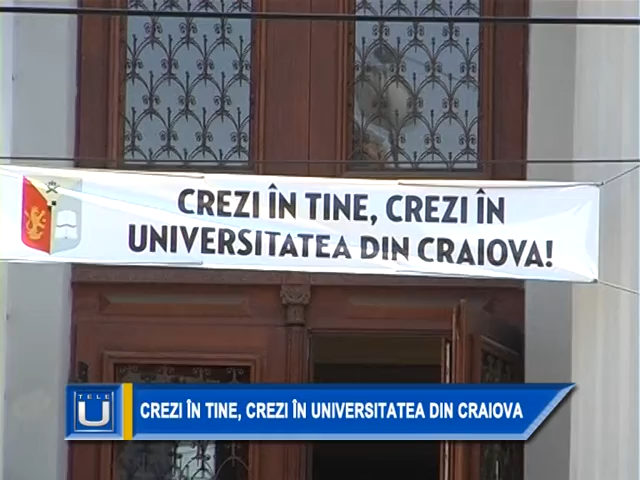 CREZI ÎN TINE, CREZI ÎN
UNIVERSITATEA DIN CRAIOVA!
TELE
U
CREZI ÎN TINE, CREZI ÎN UNIVERSITATEA DIN CRAIOVA